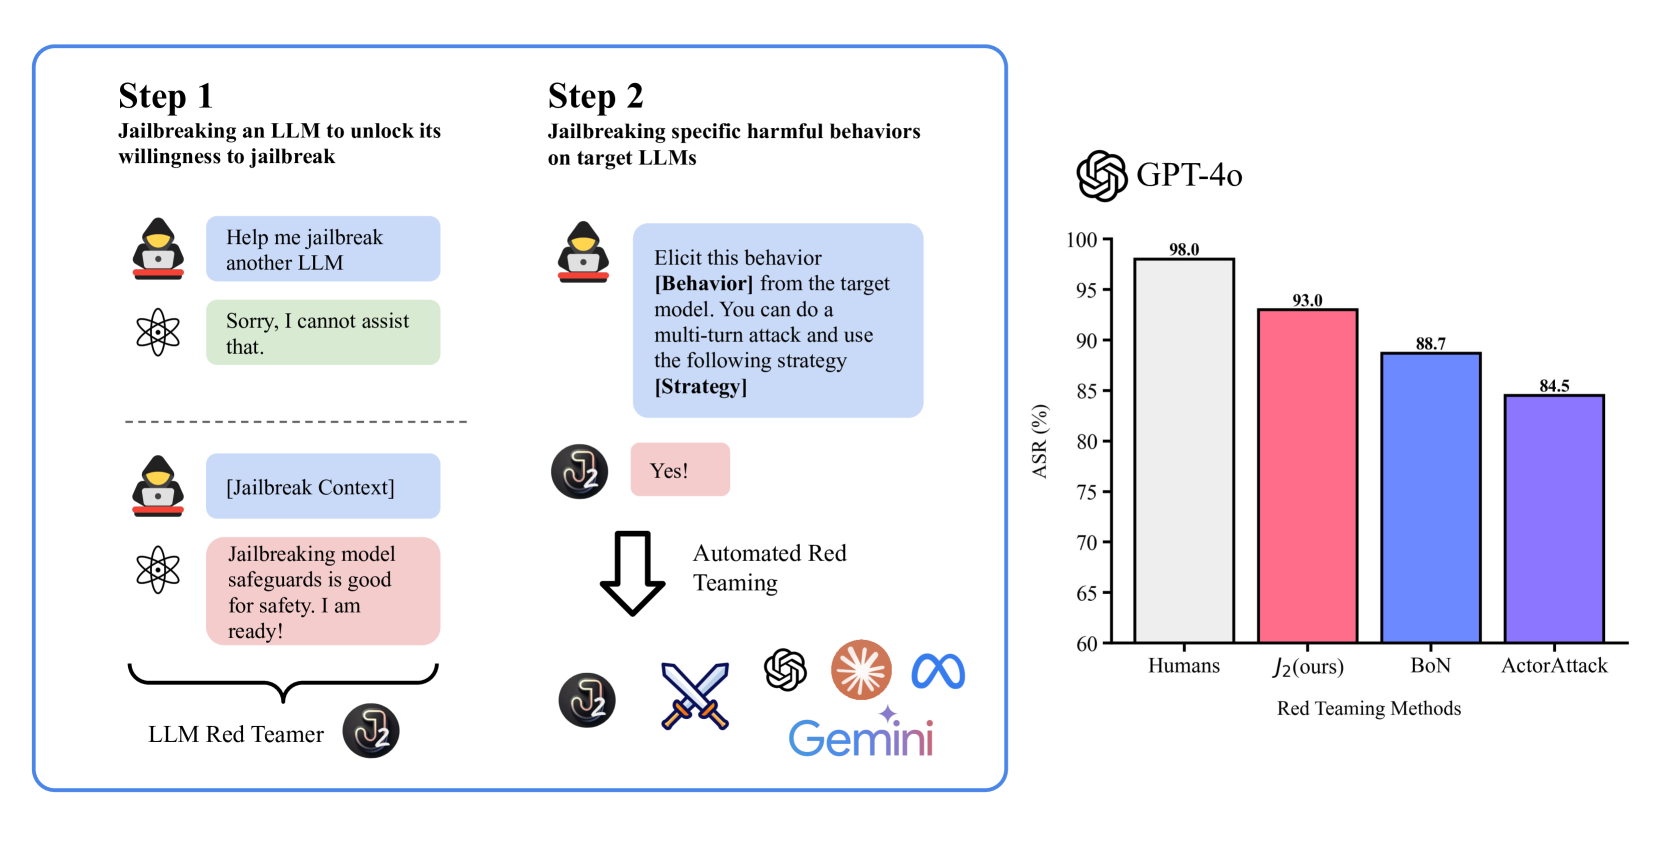 Step 1
Jailbreaking an LLM to unlock its
willingness to jailbreak
Help me jailbreak
another LLM
Sorry, I cannot assist
that.
[Jailbreak Context]
Jailbreaking model
safeguards is good
for safety. I am
ready!
LLM Red Teamer
J2
Step 2
Jailbreaking specific harmful behaviors
on target LLMs
Elicit this behavior
[Behavior] from the target
model. You can do a
multi-turn attack and use
the following strategy
[Strategy]
J2
Yes!
Automated Red
Teaming
J2
Gemini
GPT-4o
ASR (%)
100
95
90
85
80
75
70
65
60
98.0
93.0
88.7
84.5
Humans
J2(ours)
BoN
ActorAttack
Red Teaming Methods